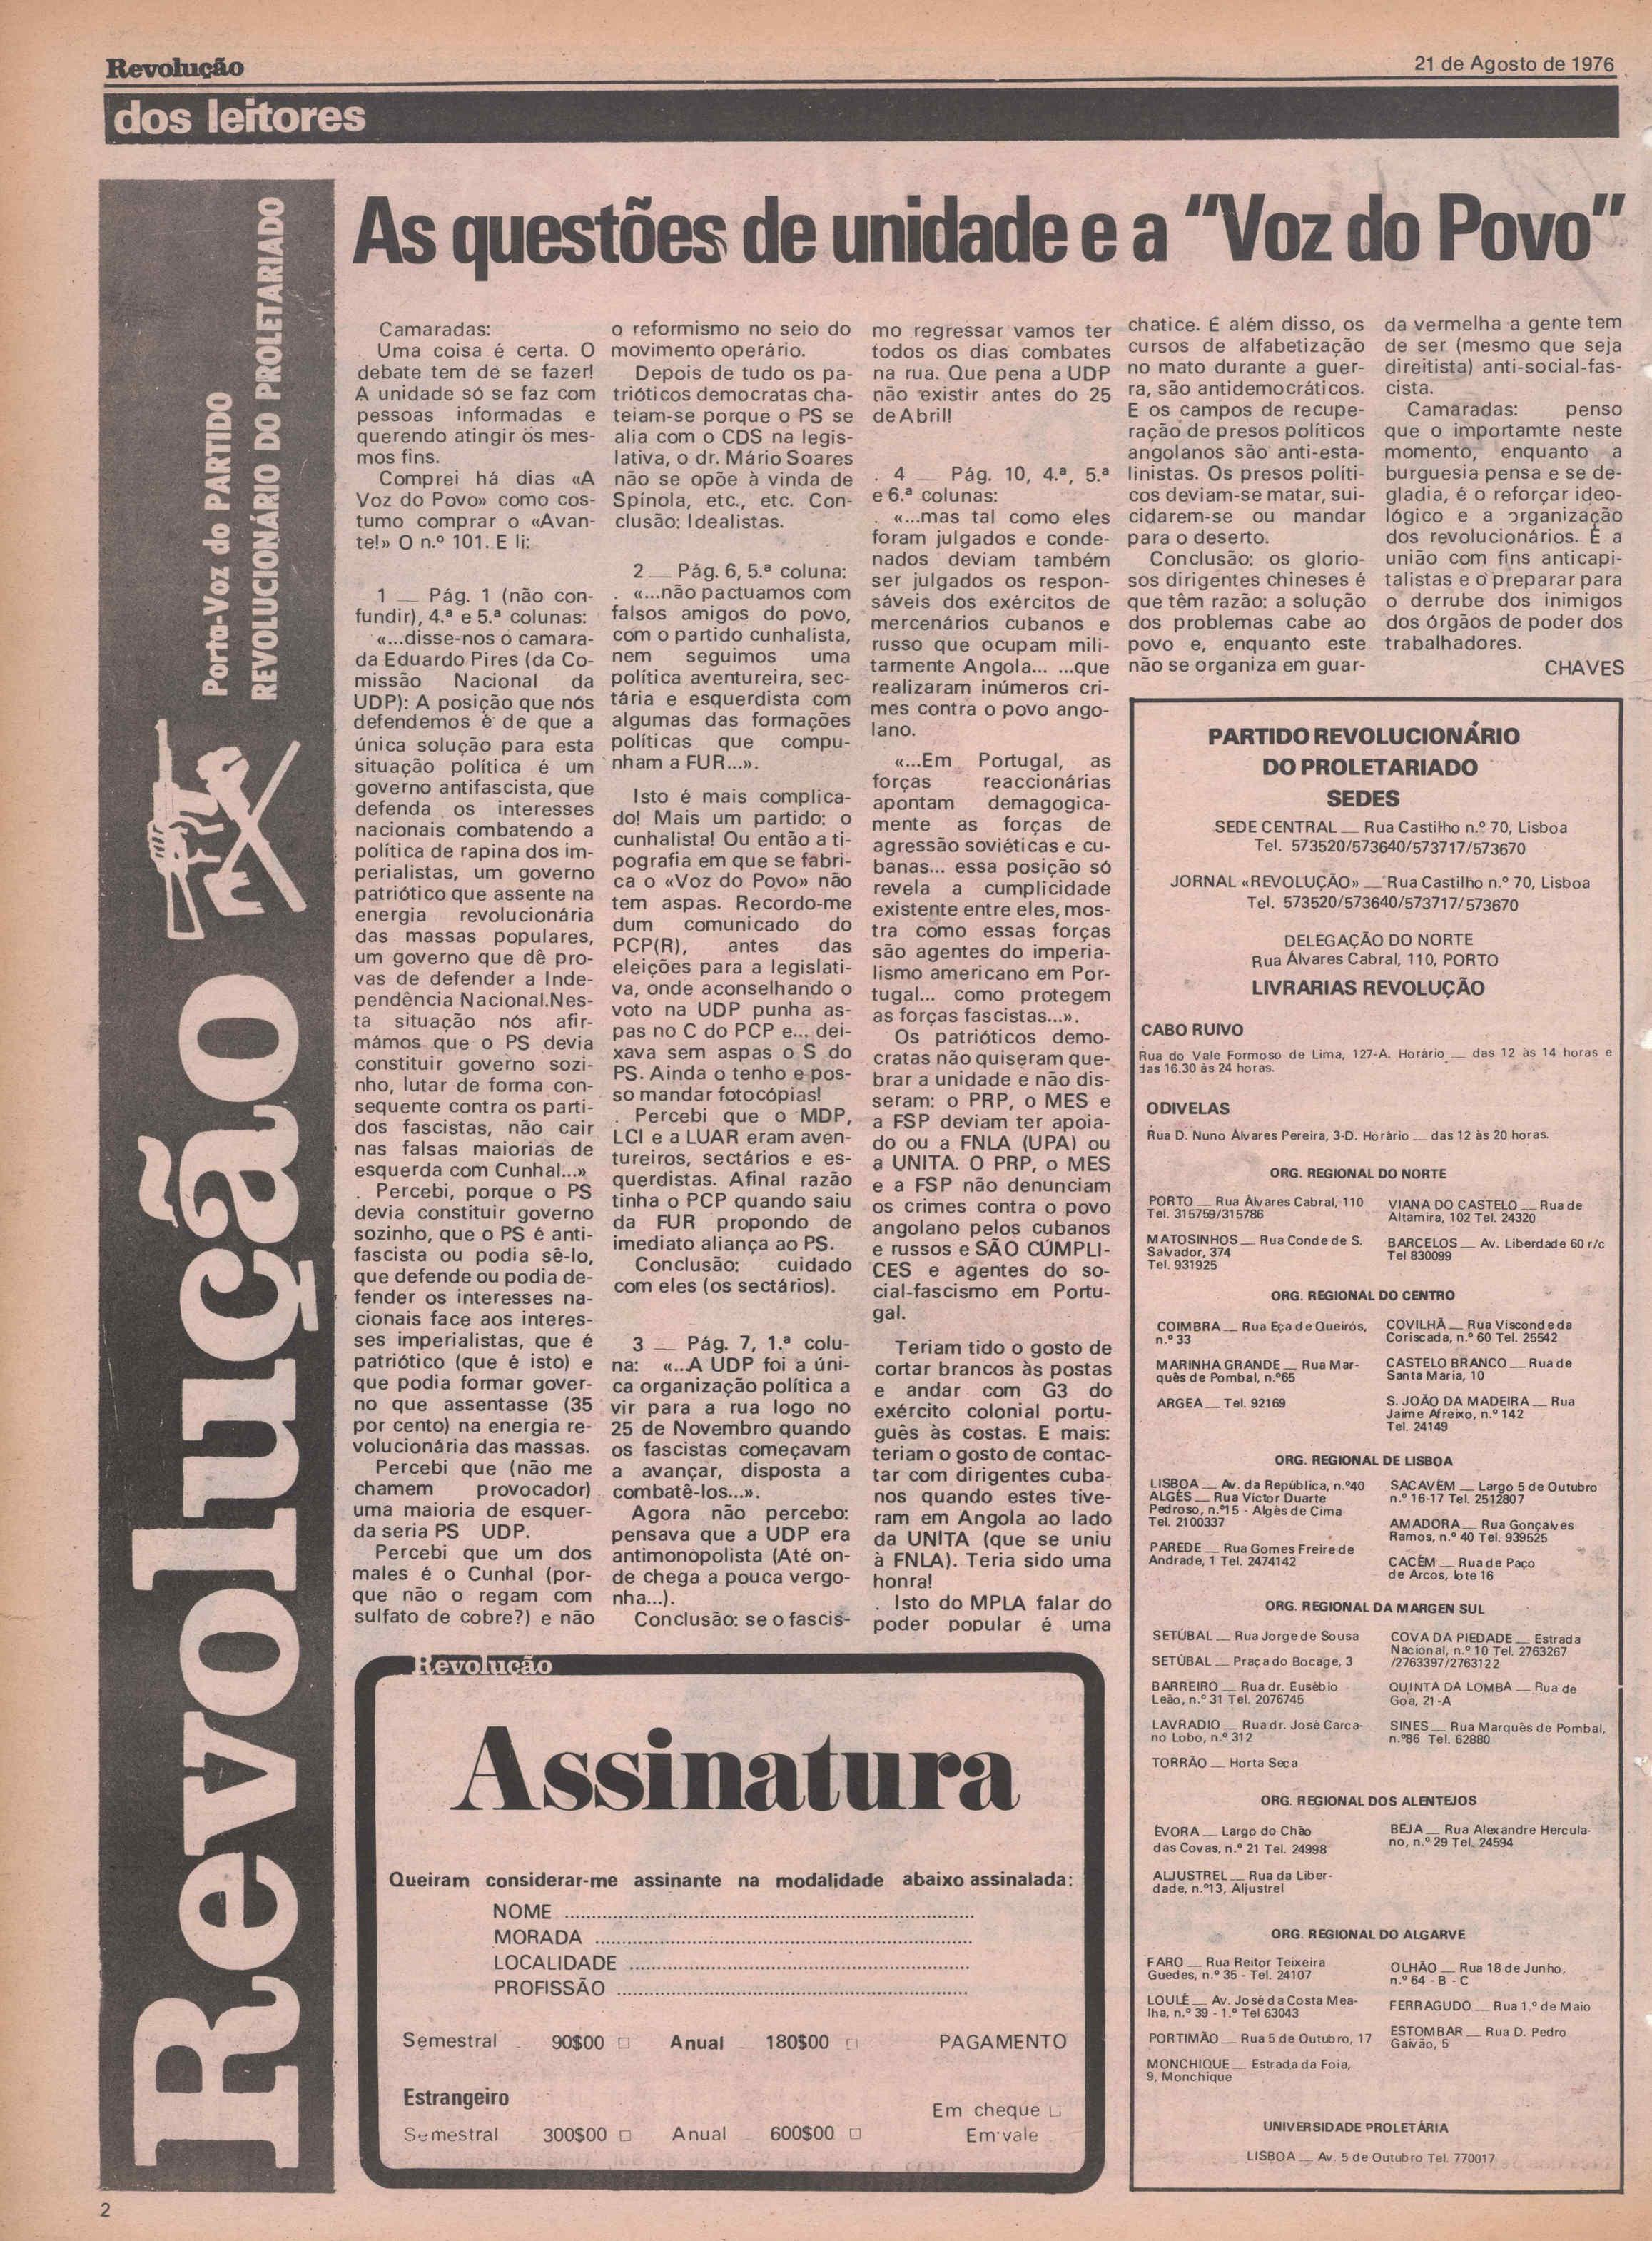 Revolução
21 de Agosto de 1976
dos leitores
Porta-Voz do PARTIDO
REVOLUCIONÁRIO DO PROLETARIADO
Revolução
As questões de unidade e a "Voz do Povo"
Camaradas:
Uma coisa é certa. O
debate tem de se fazer!
A unidade só se faz com
pessoas informadas e
querendo atingir os mes-
mos fins.
Comprei há dias «A
Voz do Povo» como cos-
tumo comprar o «Avan-
te!» O n.º 101. E li:
1 — Pág. 1 (não con-
fundir), 4.ª e 5.ª colunas:
«...disse-nos o camara-
da Eduardo Pires (da Co-
missão Nacional da
UDP): A posição que nós
defendemos é de que a
única solução para esta
situação política é um
governo antifascista, que
defenda os interesses
nacionais combatendo a
política de rapina dos im-
perialistas, um governo
patriótico que assente na
energia revolucionária
das massas populares,
um governo que dê pro-
vas de defender a Inde-
pendência Nacional.Nes-
ta situação nós afir-
mámos que o PS devia
constituir governo sozi-
nho, lutar de forma con-
sequente contra os parti-
dos fascistas, não cair
nas falsas maiorias de
esquerda com Cunhal...»
. Percebi, porque o PS
devia constituir governo
sozinho, que o PS é anti-
fascista ou podia sê-lo,
que defende ou podia de-
fender os interesses na-
cionais face aos interes-
ses imperialistas, que é
patriótico (que é isto) e
que podia formar gover-
no que assentasse (35
por cento) na energia re-
volucionária das massas.
Percebi que (não me
chamem provocador)
uma maioria de esquer-
da seria PS UDP.
Percebi que um dos
males é o Cunhal (por-
que não o regam com
sulfato de cobre?) e não
o reformismo no seio do
movimento operário.
Depois de tudo os pa-
trióticos democratas cha-
teiam-se porque o PS se
alia com o CDS na legis-
lativa, o dr. Mário Soares
não se opõe à vinda de
Spínola, etc., etc. Con-
clusão: Idealistas.
2 — Pág. 6, 5.ª coluna:
. «...não pactuamos com
falsos amigos do povo,
com o partido cunhalista,
nem seguimos uma
política aventureira, sec-
tária e esquerdista com
algumas das formações
políticas que compu-
nham a FUR...».
Isto é mais complica-
do! Mais um partido: o
cunhalista! Ou então a ti-
pografia em que se fabri-
ca o «Voz do Povo» não
tem aspas. Recordo-me
dum comunicado do
PCP(R), antes das
eleições para a legislati-
va, onde aconselhando o
voto na UDP punha as-
pas no C do PCP e... dei-
xava sem aspas o S do
PS. Ainda o tenho e pos-
so mandar fotocópias!
. Percebi que o MDP,
LCI e a LUAR eram aven-
tureiros, sectários e es-
querdistas. Afinal razão
tinha o PCP quando saiu
da FUR propondo de
imediato aliança ao PS.
Conclusão: cuidado
com eles (os sectários).
3 — Pág. 7, 1.ª colu-
na: «...A UDP foi a úni-
ca organização política a
vir para a rua logo no
25 de Novembro quando
os fascistas começavam
a avançar, disposta a
combatê-los...».
Agora não percebo:
pensava que a UDP era
antimonopolista (Até on-
de chega a pouca vergo-
nha...).
Conclusão: se o fascis-
mo regressar vamos ter
todos os dias combates
na rua. Que pena a UDP
não existir antes do 25
de Abril!
. 4 — Pág. 10, 4.ª, 5.ª
e 6.ª colunas:
. «...mas tal como eles
foram julgados e conde-
nados deviam também
ser julgados os respon-
sáveis dos exércitos de
mercenários cubanos e
russo que ocupam mili-
tarmente Angola... ...que
realizaram inúmeros cri-
mes contra o povo ango-
lano.
«...Em Portugal, as
forças reaccionárias
apontam demagogica-
mente as forças de
agressão soviéticas e cu-
banas... essa posição só
revela a cumplicidade
existente entre eles, mos-
tra como essas forças
são agentes do imperia-
lismo americano em Por-
tugal... como protegem
as forças fascistas...».
Os patrióticos demo-
cratas não quiseram que-
brar a unidade e não dis-
seram: o PRP, o MES e
a FSP deviam ter apoia-
do ou a FNLA (UPA) ou
a UNITA. O PRP, o MES
e a FSP não denunciam
os crimes contra o povo
angolano pelos cubanos
e russos e SÃO CÚMPLI-
CES e agentes do so-
cial-fascismo em Portu-
gal.
Teriam tido o gosto de
cortar brancos às postas
e andar com G3 do
exército colonial portu-
guês às costas. E mais:
teriam o gosto de contac-
tar com dirigentes cuba-
nos quando estes tive-
ram em Angola ao lado
da UNITA (que se uniu
à FNLA). Teria sido uma
honra!
. Isto do MPLA falar do
poder popular é uma
chatice. E além disso, os
cursos de alfabetização
no mato durante a guer-
ra, são antidemocráticos.
E os campos de recupe-
ração de presos políticos
angolanos são anti-esta-
linistas. Os presos políti-
cos deviam-se matar, sui-
cidarem-se ou mandar
para o deserto.
Conclusão: os glorio-
sos dirigentes chineses é
que têm razão: a solução
dos problemas cabe ao
povo e, enquanto este
não se organiza em guar-
da vermelha a gente tem
de ser (mesmo que seja
direitista) anti-social-fas-
cista.
Camaradas: penso
que o importamte neste
momento, enquanto a
burguesia pensa e se de-
gladia, é o reforçar ideo-
lógico e a organização
dos revolucionários. É a
união com fins anticapi-
talistas e o preparar para
o derrube dos inimigos
dos órgãos de poder dos
trabalhadores.
CHAVES
PARTIDO REVOLUCIONÁRIO
DO PROLETARIADO
SEDES
SEDE CENTRAL — Rua Castilho n.º 70, Lisboa
Tel. 573520/573640/573717/573670
JORNAL «REVOLUÇÃO» — Rua Castilho n.º 70, Lisboa
Tel. 573520/573640/573717/573670
DELEGAÇÃO DO NORTE
Rua Álvares Cabral, 110, PORTO
LIVRARIAS REVOLUÇÃO
CABO RUIVO
Rua do Vale Formoso de Lima, 127-A. Horário — das 12 às 14 horas e
das 16.30 às 24 horas.
ODIVELAS
Rua D. Nuno Álvares Pereira, 3-D. Horário — das 12 às 20 horas.
ORG. REGIONAL DO NORTE
PORTO — Rua Álvares Cabral, 110
Tel. 315759/315786
MATOSINHOS — Rua Conde de S.
Salvador, 374
Tel. 931925
VIANA DO CASTELO — Rua de
Altamira, 102 Tel. 24320
BARCELOS — Av. Liberdade 60 r/c
Tel 830099
ORG. REGIONAL DO CENTRO
COIMBRA — Rua Eça de Queirós,
n.º 33
MARINHA GRANDE — Rua Mar-
quês de Pombal, n.º65
ARGEA — Tel. 92169
COVILHÃ — Rua Visconde da
Coriscada, n.º 60 Tel. 25542
CASTELO BRANCO — Rua de
Santa Maria, 10
S. JOÃO DA MADEIRA — Rua
Jaime Afreixo, n.º 142
Tel. 24149
ORG. REGIONAL DE LISBOA
LISBOA — Av. da República, n.º40
ALGÉS — Rua Victor Duarte
Pedroso, n.º15 - Algés de Cima
Tel. 2100337
PAREDE — Rua Gomes Freire de
Andrade, 1 Tel. 2474142
SACAVÉM — Largo 5 de Outubro
n.º 16-17 Tel. 2512807
AMADORA — Rua Gonçalves
Ramos, n.º 40 Tel. 939525
CACÉM — Rua de Paço
de Arcos, lote 16
ORG. REGIONAL DA MARGEN SUL
SETÚBAL — Rua Jorge de Sousa
SETÚBAL — Praça do Bocage, 3
BARREIRO — Rua dr. Eusébio
Leão, n.º 31 Tel. 2076745
LAVRADIO — Rua dr. José Carca-
no Lobo, n.º 312
TORRÃO — Horta Seca
COVA DA PIEDADE — Estrada
Nacional, n.º 10 Tel. 2763267
/2763397/2763122
QUINTA DA LOMBA — Rua de
Goa, 21-A
SINES — Rua Marquês de Pombal,
n.º86 Tel. 62880
ORG. REGIONAL DOS ALENTEJOS
ÉVORA — Largo do Chão
das Covas, n.º 21 Tel. 24998
ALJUSTREL — Rua da Liber-
dade, n.º13, Aljustrel
BEJA — Rua Alexandre Hercula-
no, n.º 29 Tel. 24594
ORG. REGIONAL DO ALGARVE
FARO — Rua Reitor Teixeira
Guedes, n.º 35 - Tel. 24107
LOULÉ — Av. José da Costa Mea-
lha, n.º 39 - 1.º Tel 63043
PORTIMÃO — Rua 5 de Outubro, 17
MONCHIQUE — Estrada da Foia,
9, Monchique
OLHÃO — Rua 18 de Junho,
n.º 64 - B - C
FERRAGUDO — Rua 1.º de Maio
ESTOMBAR — Rua D. Pedro
Gaivão, 5
UNIVERSIDADE PROLETÁRIA
LISBOA — Av. 5 de Outubro Tel. 770017
Revolução
Assinatura
Queiram considerar-me assinante na modalidade abaixo assinalada:
NOME
MORADA
LOCALIDADE
PROFISSÃO
Semestral 90$00 □ Anual 180$00 □ PAGAMENTO
Estrangeiro
Em cheque □
Semestral 300$00 □ Anual 600$00 □ Em vale
2